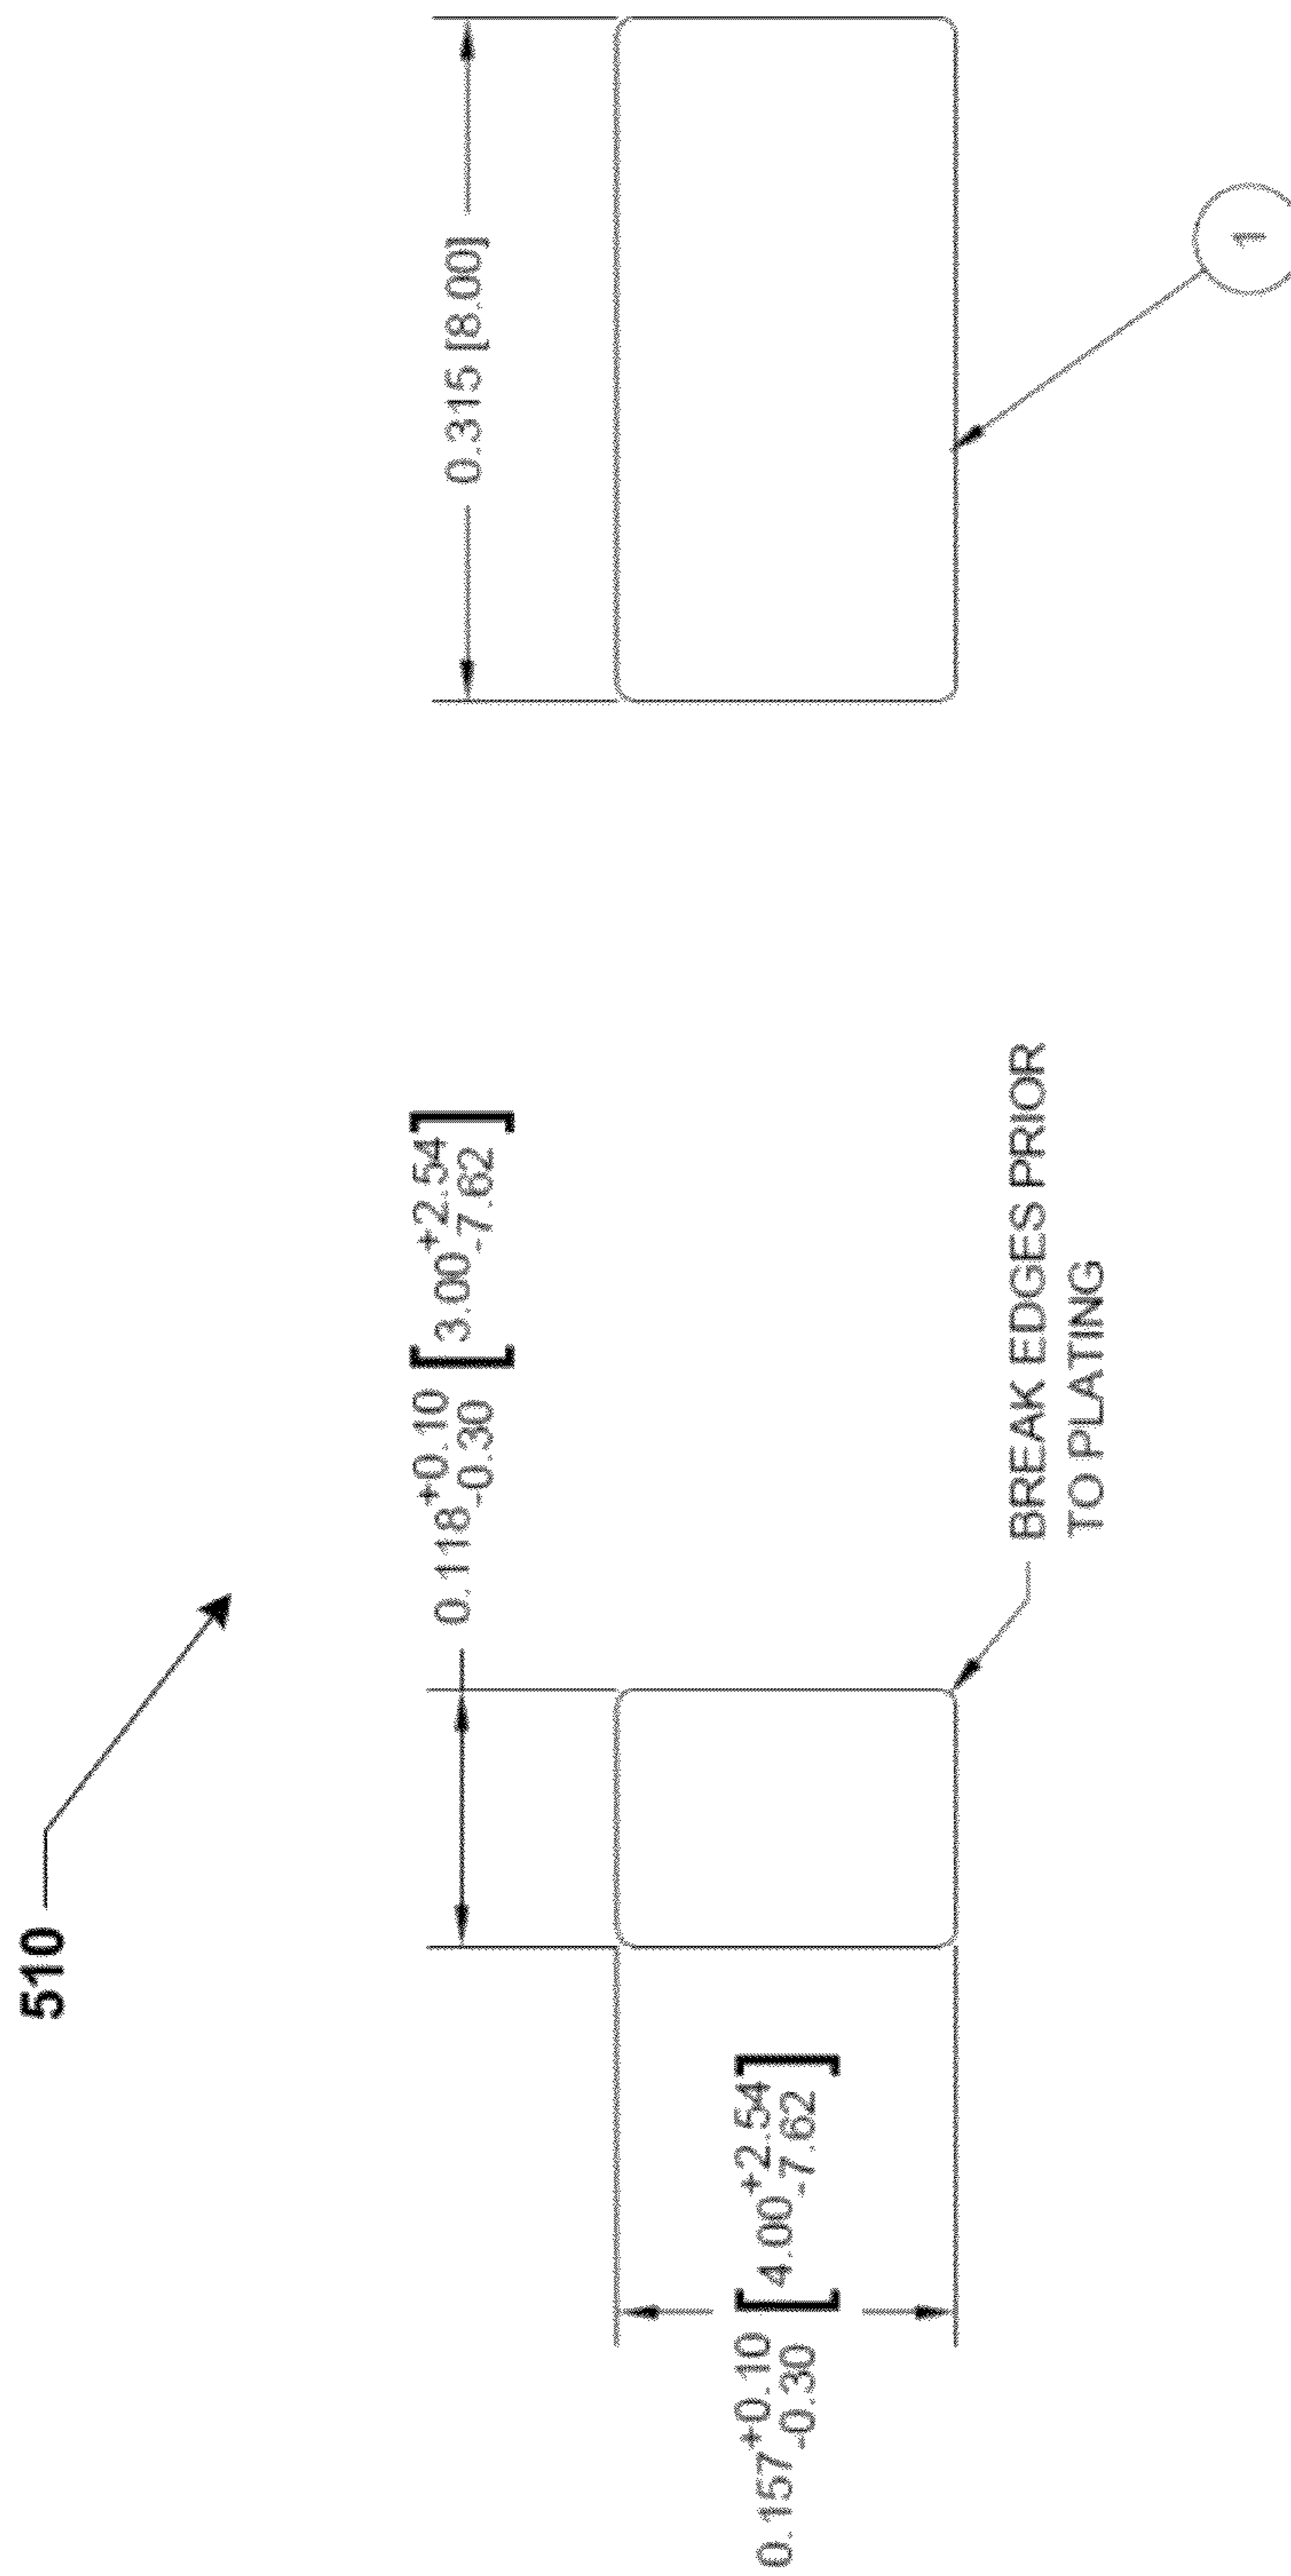 510
0.118 +0.10 -0.30 [3.00 +2.54 -7.62]
0.315 [8.00]
0.157 +0.10 -0.30 [4.00 +2.54 -7.62]
BREAK EDGES PRIOR
TO PLATING
1